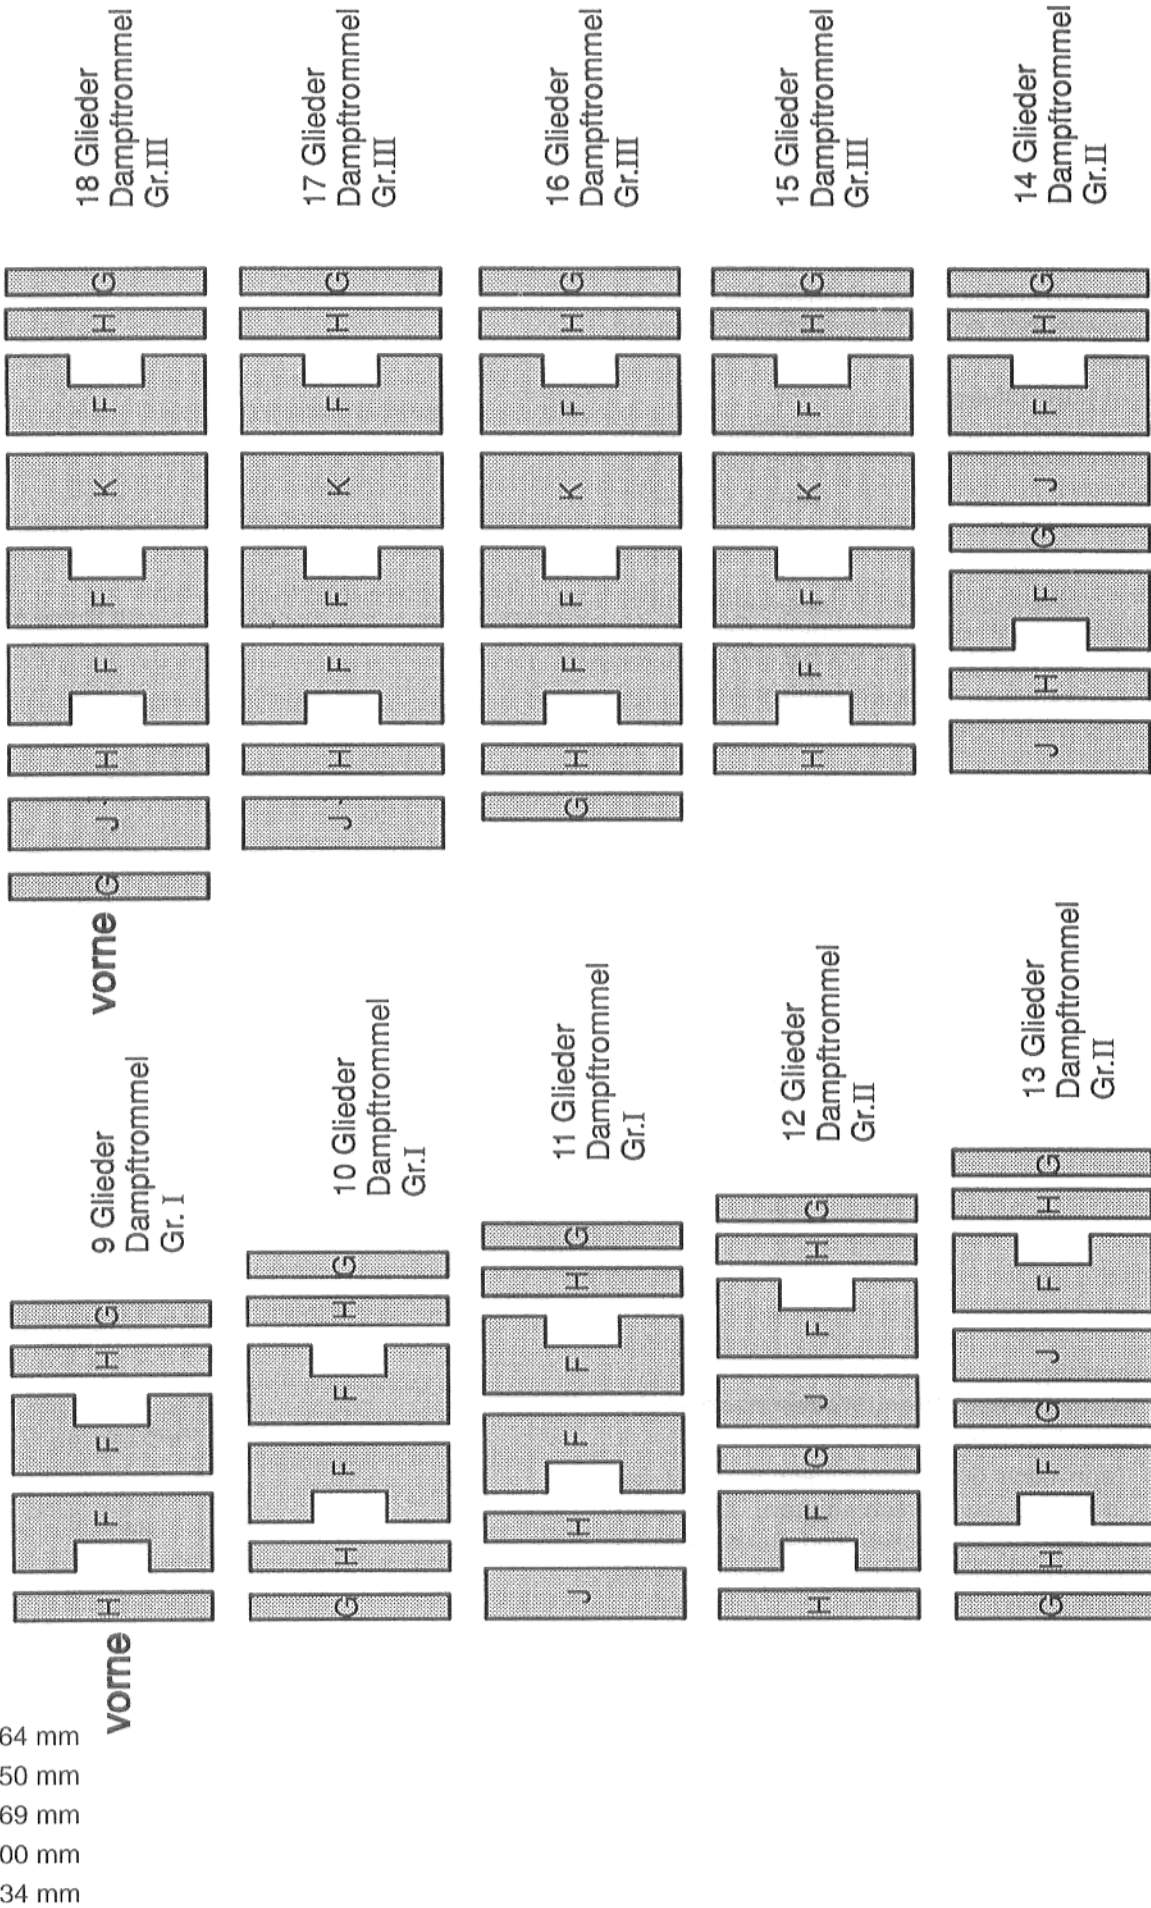 18 Glieder
Dampftrommel
Gr.III
G
H
F
K
F
F
H
J
G
vorne
17 Glieder
Dampftrommel
Gr.III
G
H
F
K
F
F
H
J
16 Glieder
Dampftrommel
Gr.III
G
H
F
K
F
F
H
G
15 Glieder
Dampftrommel
Gr.III
G
H
F
K
F
F
H
14 Glieder
Dampftrommel
Gr.II
G
H
F
J
G
F
H
J
9 Glieder
Dampftrommel
Gr. I
G
H
F
F
H
vorne
10 Glieder
Dampftrommel
Gr.I
G
H
F
F
H
G
11 Glieder
Dampftrommel
Gr.I
G
H
F
F
H
J
12 Glieder
Dampftrommel
Gr.II
G
H
F
J
G
F
H
13 Glieder
Dampftrommel
Gr.II
G
H
F
J
G
F
H
G
64 mm
50 mm
69 mm
00 mm
34 mm